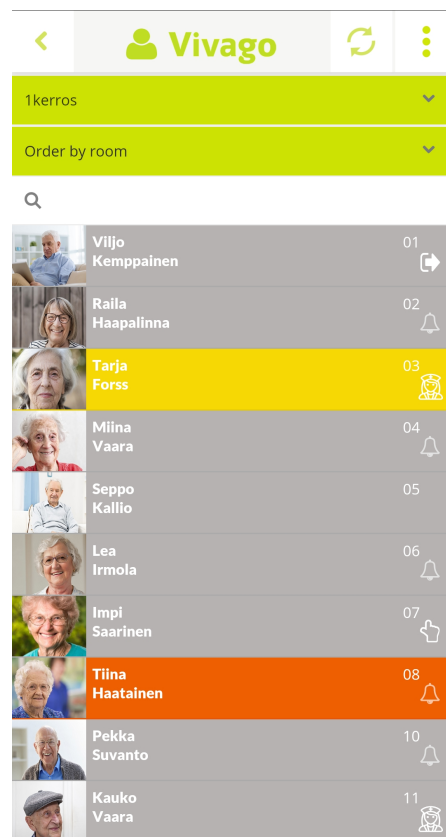 Vivago
1kerros
Order by room
Viljo 01
Kemppainen
Raila 02
Haapalinna
Tarja 03
Forss
Miina 04
Vaara
Seppo 05
Kallio
Lea 06
Irmola
Impi 07
Saarinen
Tiina 08
Haatainen
Pekka 10
Suvanto
Kauko 11
Vaara